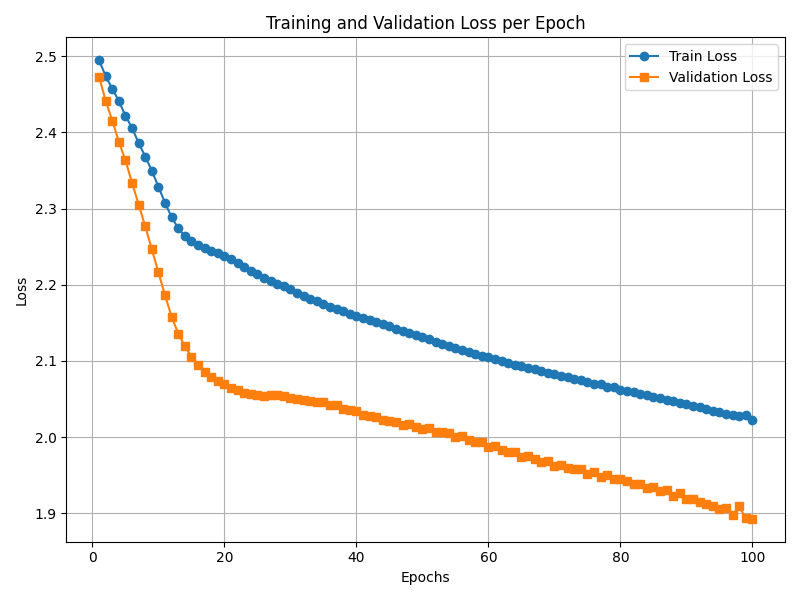 Training and Validation Loss per Epoch
Train Loss
Validation Loss
Loss
2.5
2.4
2.3
2.2
2.1
2.0
1.9
0 20 40 60 80 100
Epochs